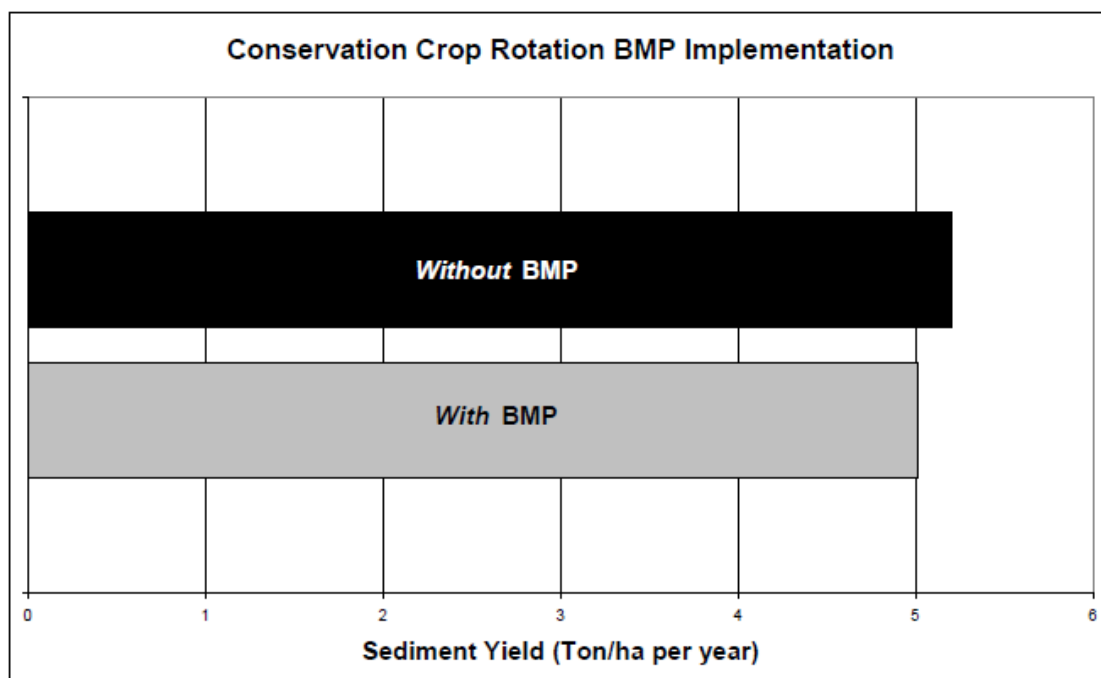 Conservation Crop Rotation BMP Implementation
Without BMP
With BMP
0 1 2 3 4 5 6
Sediment Yield (Ton/ha per year)